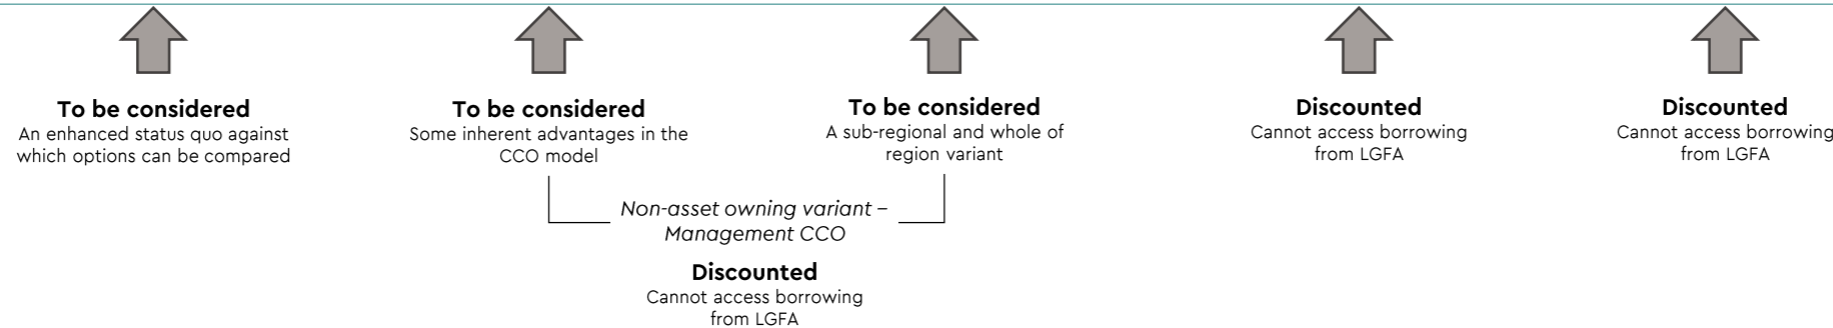 To be considered
An enhanced status quo against
which options can be compared
To be considered
Some inherent advantages in the
CCO model
To be considered
A sub-regional and whole of
region variant
Discounted
Cannot access borrowing
from LGFA
Discounted
Cannot access borrowing
from LGFA
Non-asset owning variant –
Management CCO
Discounted
Cannot access borrowing
from LGFA